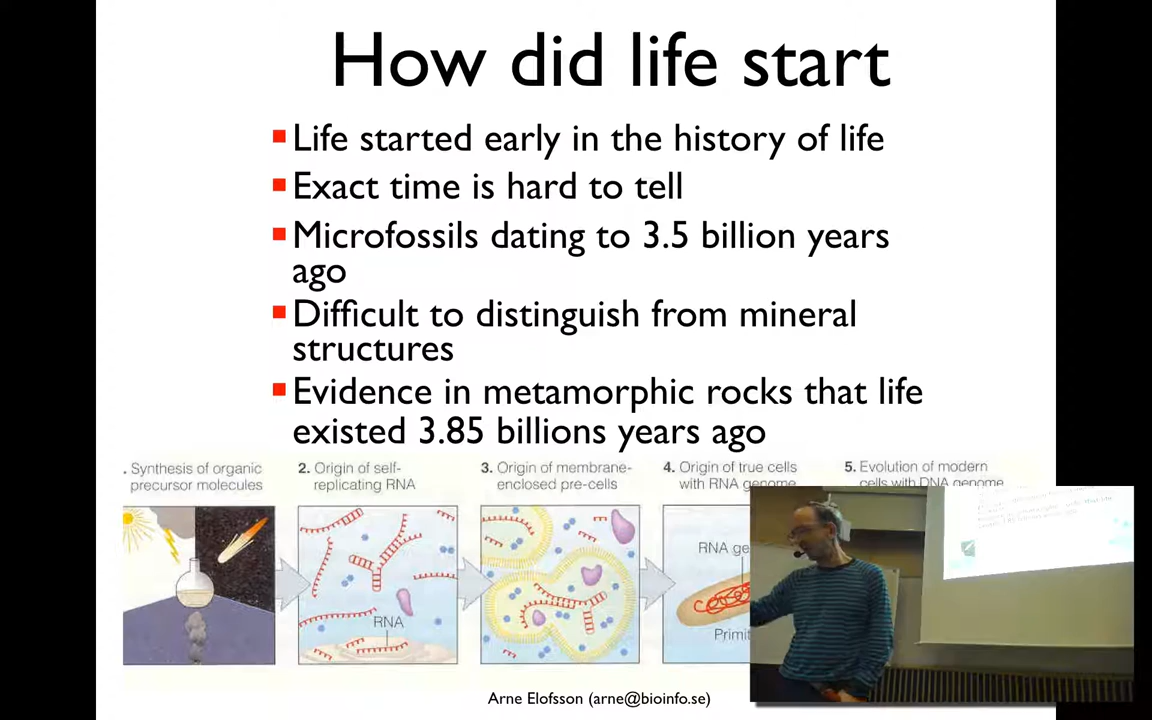 How did life start
Life started early in the history of life
Exact time is hard to tell
Microfossils dating to 3.5 billion years
ago
Difficult to distinguish from mineral
structures
Evidence in metamorphic rocks that life
existed 3.85 billions years ago
. Synthesis of organic
precursor molecules
2. Origin of self-
replicating RNA
3. Origin of membrane-
enclosed pre-cells
4. Origin of true cells
with RNA genome
5. Evolution of modern
cells with DNA genome
RNA
RNA ge
Primit
Arne Elofsson (arne@bioinfo.se)